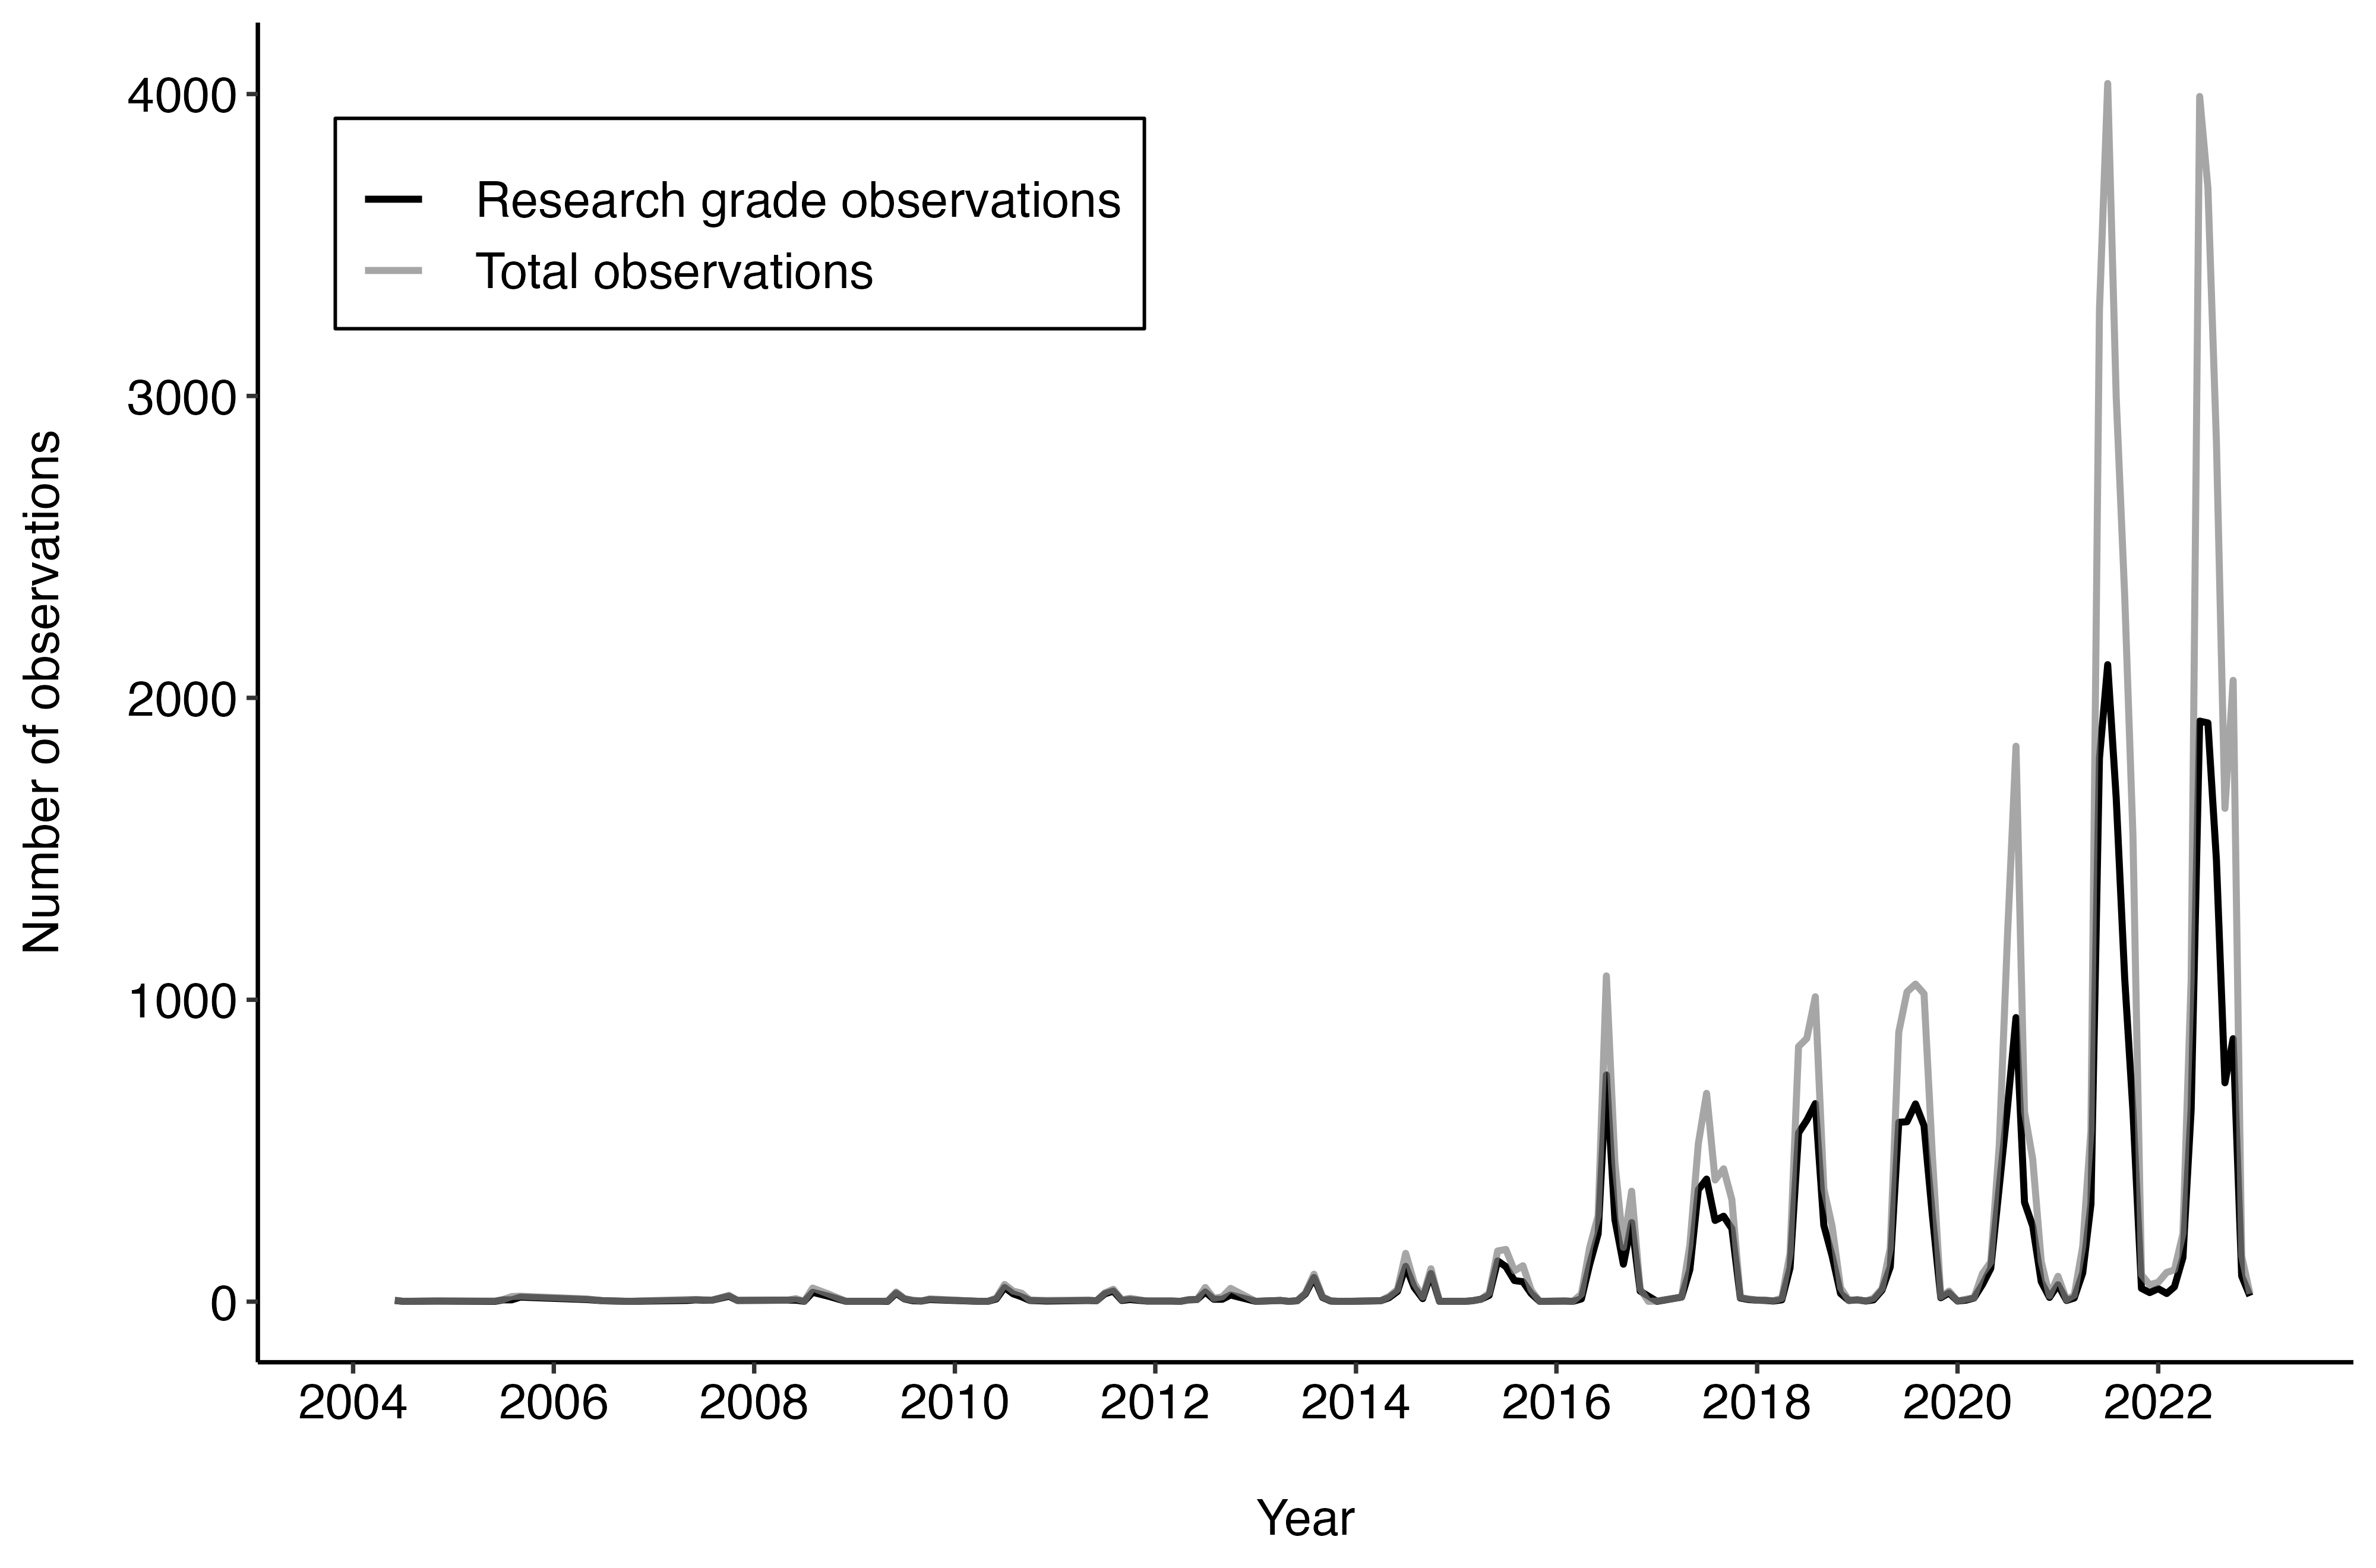 4000
3000
2000
1000
0
Number of observations
Research grade observations
Total observations
2004 2006 2008 2010 2012 2014 2016 2018 2020 2022
Year